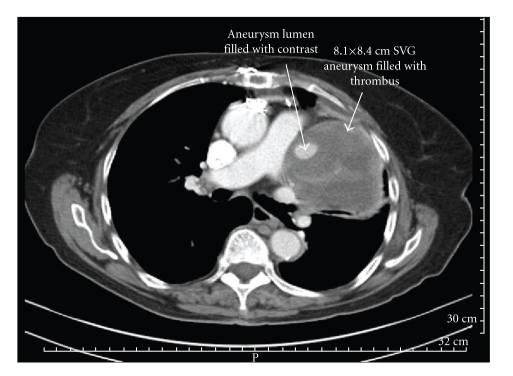 Aneurysm lumen
filled with contrast
8.1×8.4 cm SVG
aneurysm filled with
thrombus
30 cm
32 cm
P